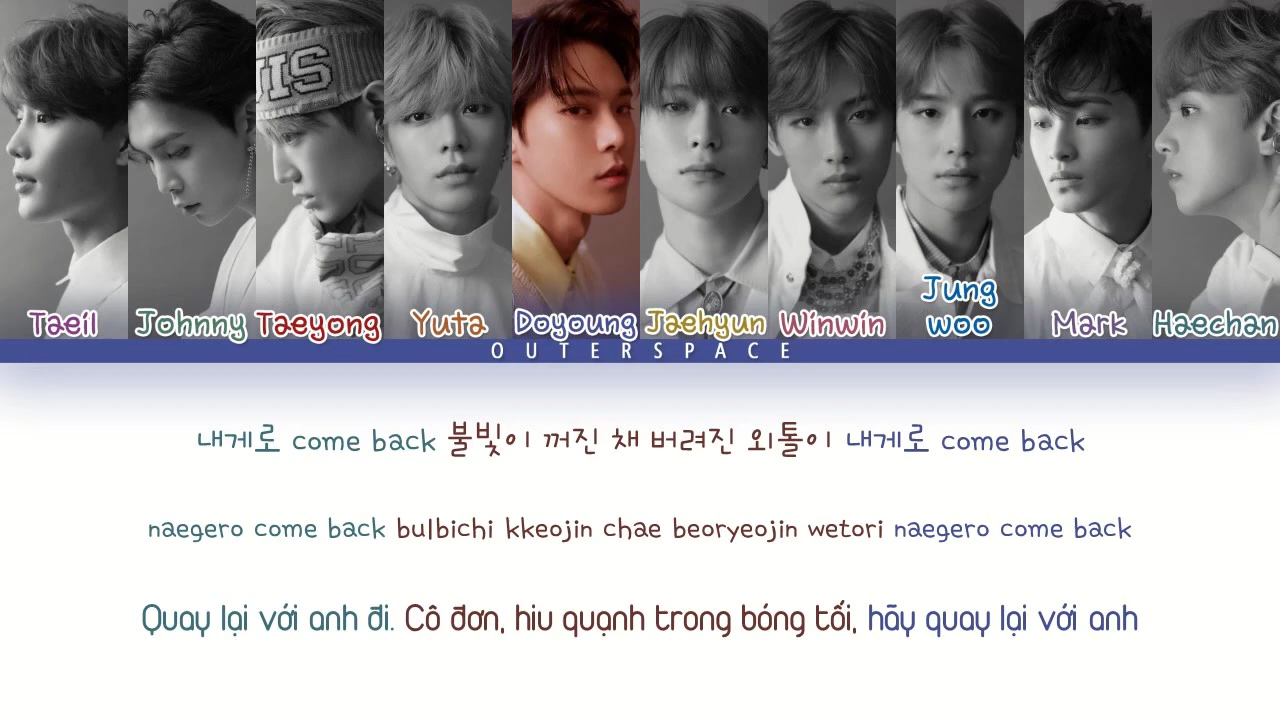 UIS
Taeil Johnny Taeyong Yuta Doyoung Jaehyun Winwin Jung woo Mark Haechan
OUTERSPACE
내게로 come back 불빛이 꺼진 채 버려진 외톨이 내게로 come back
naegero come back bulbichi kkeojin chae beoryeojin wetori naegero come back
Quay lại với anh đi. Cô đơn, hiu quạnh trong bóng tối, hãy quay lại với anh